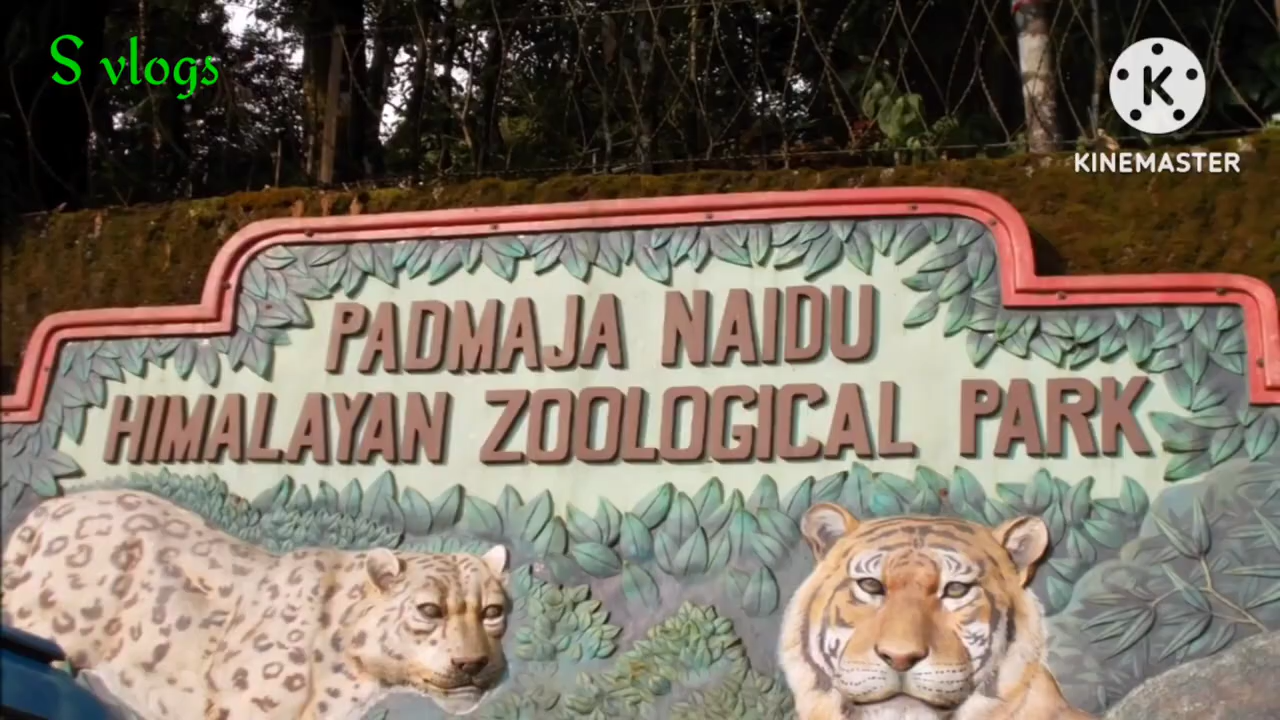 S vlogs
K
KINEMASTER
PADMAJA NAIDU
HIMALAYAN ZOOLOGICAL PARK